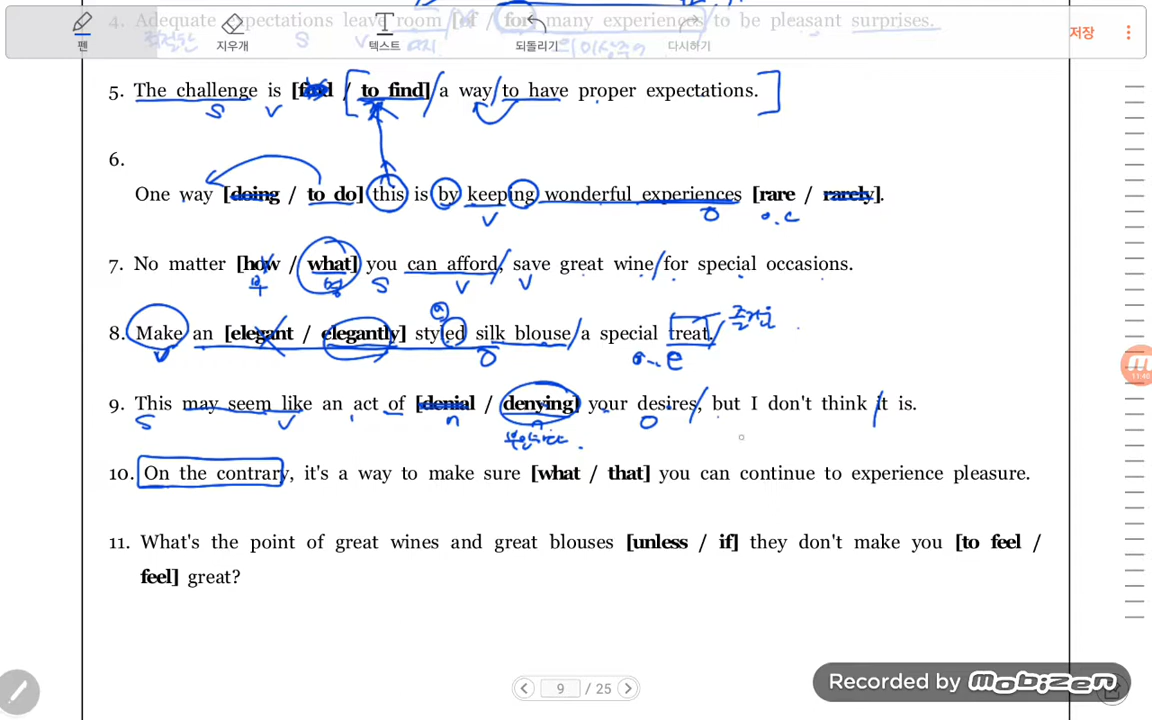 4. Adequate expectations leave room [of / for] many experiences to be pleasant surprises.
S V
펜
지우개
텍스트
되돌리기
다시하기
저장
5. The challenge is [find / to find] a way to have proper expectations.
S V
6.
One way [doing / to do] this is by keeping wonderful experiences [rare / rarely].
V O o.c
7. No matter [how / what] you can afford, save great wine for special occasions.
부 형 S V V
8. Make an [elegant / elegantly] styled silk blouse a special treat.
V O
9. This may seem like an act of [denial / denying] your desires, but I don't think it is.
S V n O
10. On the contrary, it's a way to make sure [what / that] you can continue to experience pleasure.
11. What's the point of great wines and great blouses [unless / if] they don't make you [to feel /
feel] great?
9 / 25
Recorded by mobizen
11:40